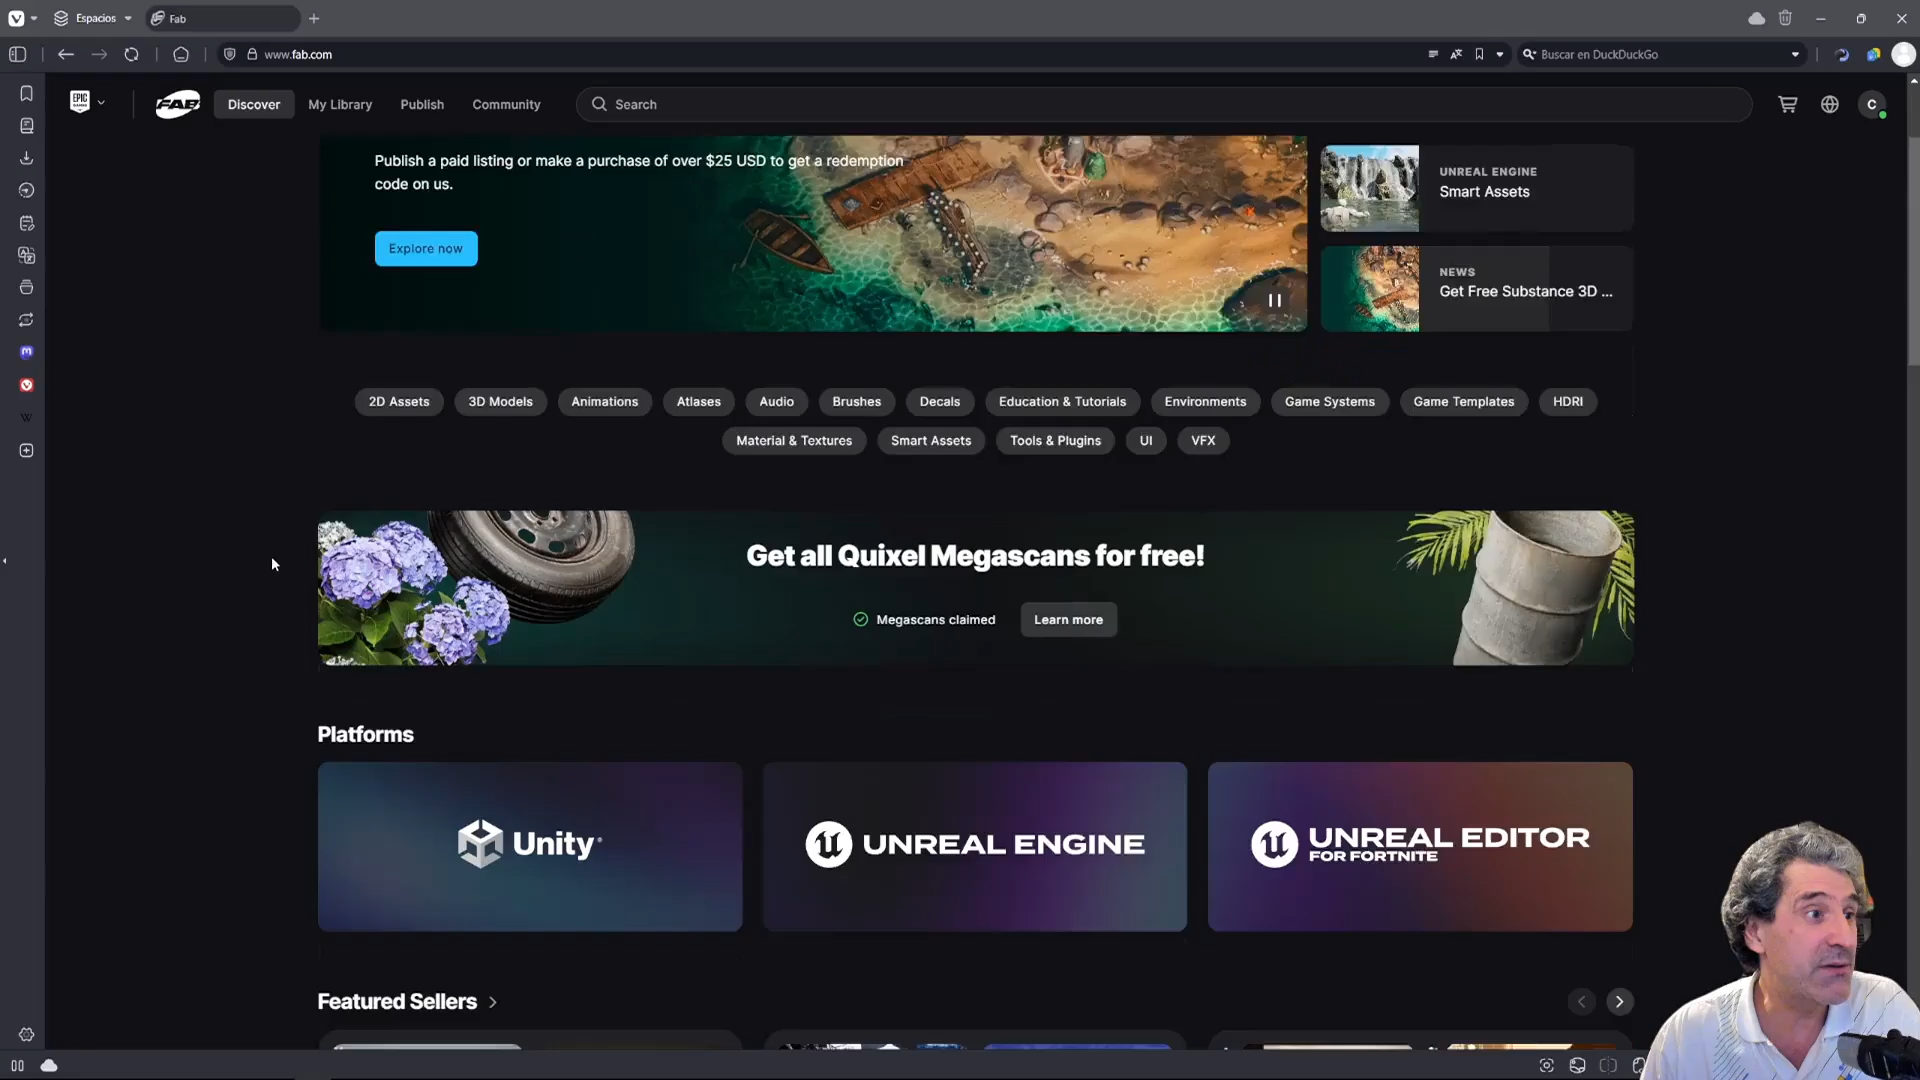 Espacios
Fab
www.fab.com
Buscar en DuckDuckGo
EPIC GAMES
FAB
Discover
My Library
Publish
Community
Search
C
Publish a paid listing or make a purchase of over $25 USD to get a redemption
code on us.
Explore now
UNREAL ENGINE
Smart Assets
NEWS
Get Free Substance 3D ...
2D Assets
3D Models
Animations
Atlases
Audio
Brushes
Decals
Education & Tutorials
Environments
Game Systems
Game Templates
HDRI
Material & Textures
Smart Assets
Tools & Plugins
UI
VFX
Get all Quixel Megascans for free!
Megascans claimed
Learn more
Platforms
Unity
UNREAL ENGINE
UNREAL EDITOR
FOR FORTNITE
Featured Sellers